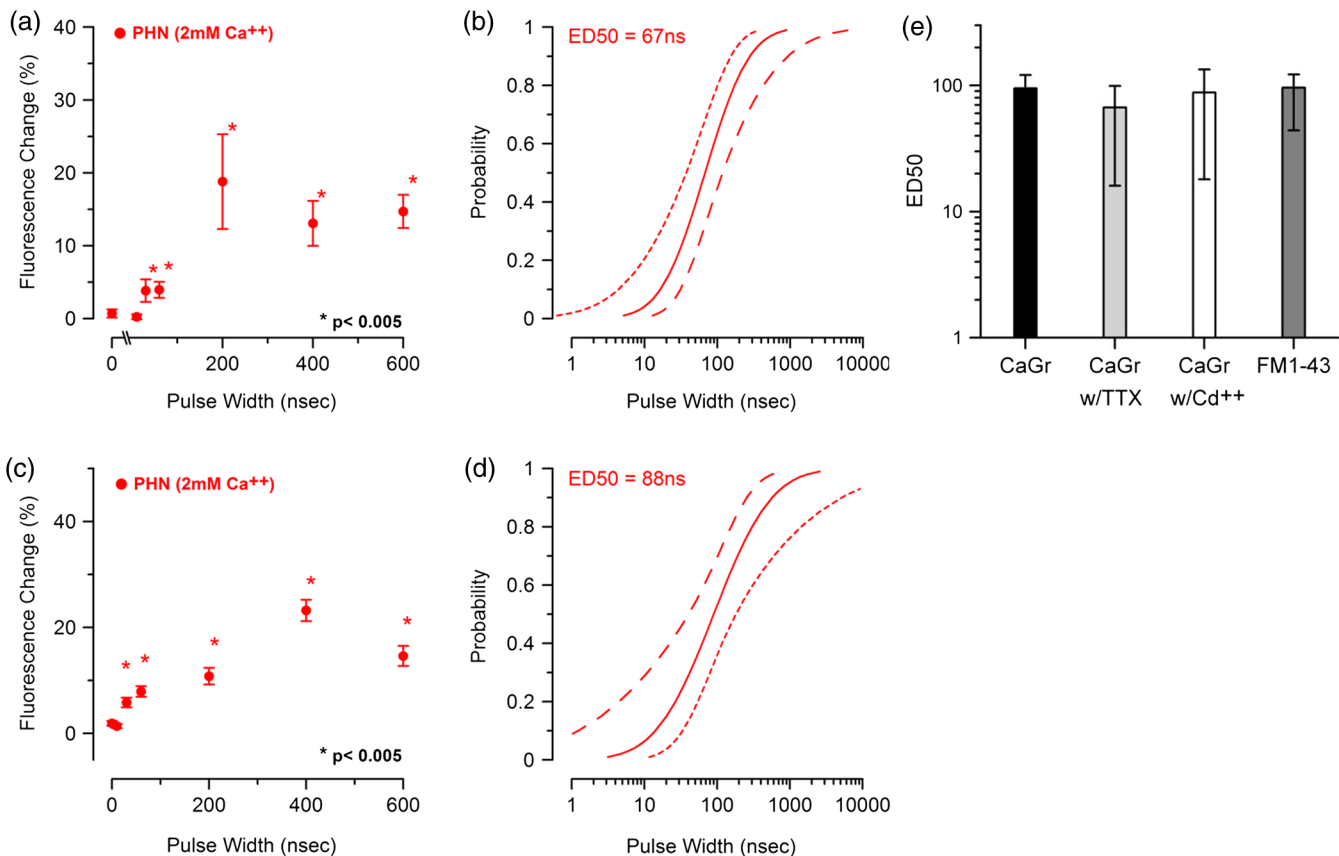 (a)
PHN (2mM Ca++)
Fluorescence Change (%)
40
30
20
10
0
* * * * *
* p< 0.005
0 200 400 600
Pulse Width (nsec)
(b)
ED50 = 67ns
Probability
1
0.8
0.6
0.4
0.2
0
1 10 100 1000 10000
Pulse Width (nsec)
(e)
ED50
100
10
1
CaGr CaGr CaGr FM1-43
w/TTX w/Cd++
(c)
PHN (2mM Ca++)
Fluorescence Change (%)
40
20
0
* * * * *
* p< 0.005
0 200 400 600
Pulse Width (nsec)
(d)
ED50 = 88ns
Probability
1
0.8
0.6
0.4
0.2
0
1 10 100 1000 10000
Pulse Width (nsec)